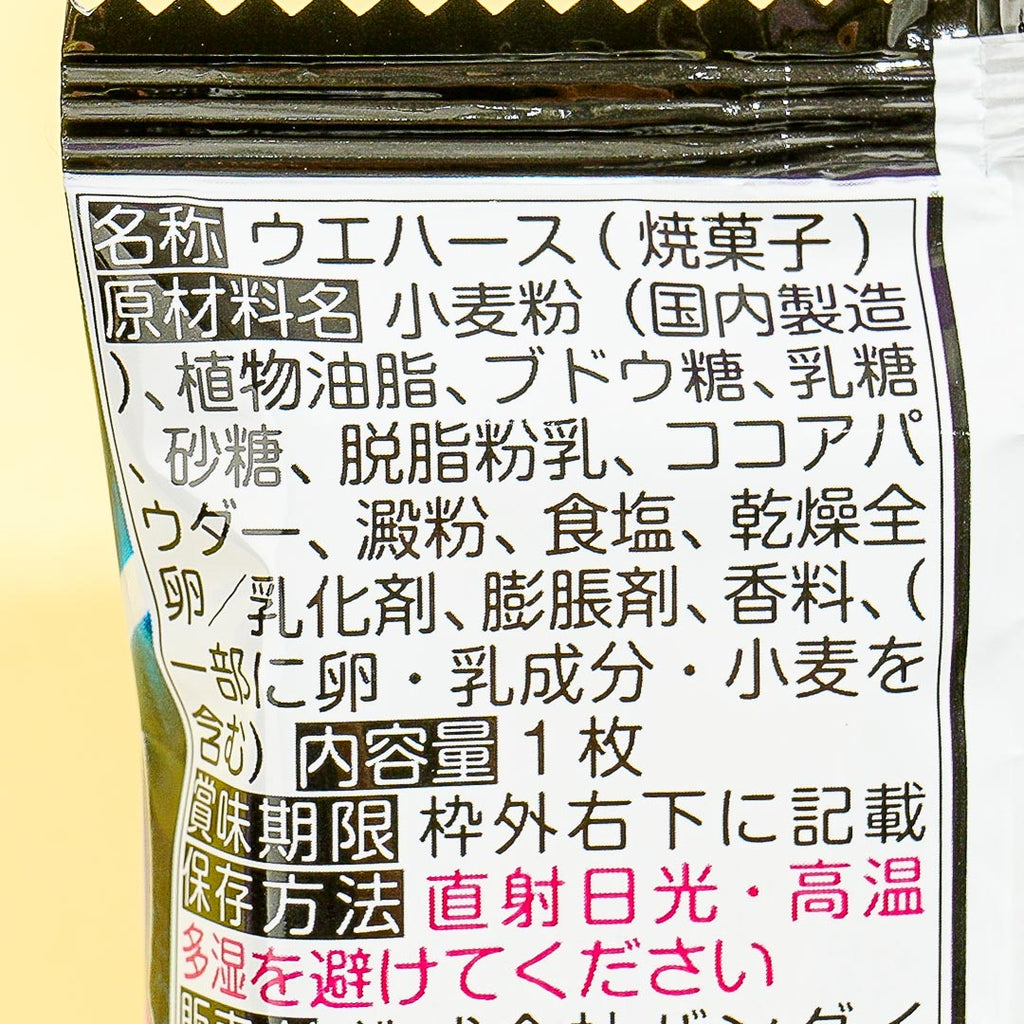 名称 ウエハース(焼菓子)
原材料名 小麦粉 (国内製造
)、植物油脂、ブドウ糖、乳糖
、砂糖、脱脂粉乳、ココアパ
ウダー、澱粉、食塩、乾燥全
卵/乳化剤、膨脹剤、香料、(
一部に卵・乳成分・小麦を
含む) 内容量 1枚
賞味期限 枠外右下に記載
保存方法 直射日光・高温
多湿を避けてください